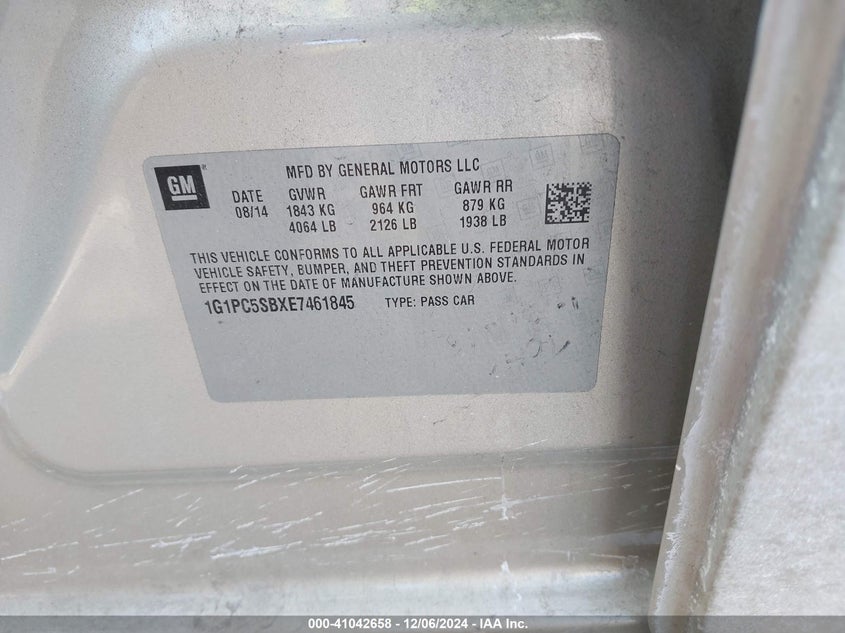 GM
MFD BY GENERAL MOTORS LLC
DATE GVWR GAWR FRT GAWR RR
08/14 1843 KG 964 KG 879 KG
4064 LB 2126 LB 1938 LB
THIS VEHICLE CONFORMS TO ALL APPLICABLE U.S. FEDERAL MOTOR
VEHICLE SAFETY, BUMPER, AND THEFT PREVENTION STANDARDS IN
EFFECT ON THE DATE OF MANUFACTURE SHOWN ABOVE.
1G1PC5SBXE7461845 TYPE: PASS CAR
000-41042658 - 12/06/2024 - IAA Inc.